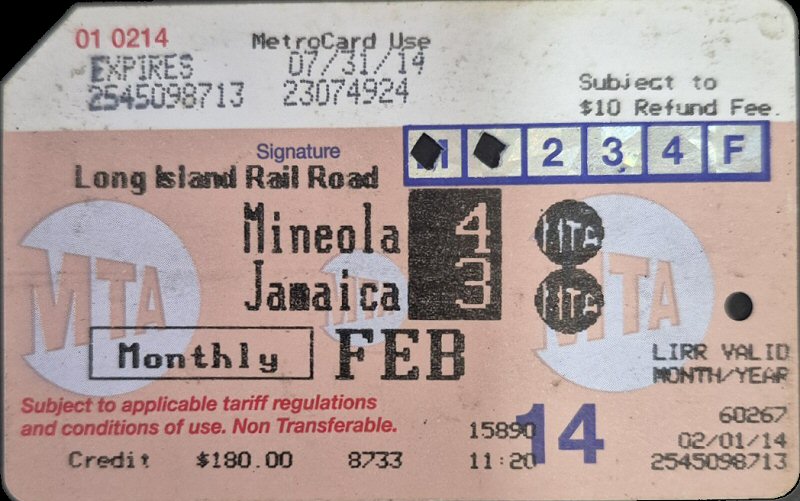 01 0214 MetroCard Use
EXPIRES 07/31/14
2545098713 23074924
Subject to
$10 Refund Fee.
Signature
1 2 3 4 F
Long Island Rail Road
Mineola 4 MTA
Jamaica 3 MTA
MTA MTA MTA
Monthly FEB
LIRR VALID
MONTH/YEAR
Subject to applicable tariff regulations
and conditions of use. Non Transferable.
14
15890 60267
11:20 02/01/14
Credit $180.00 8733 2545098713